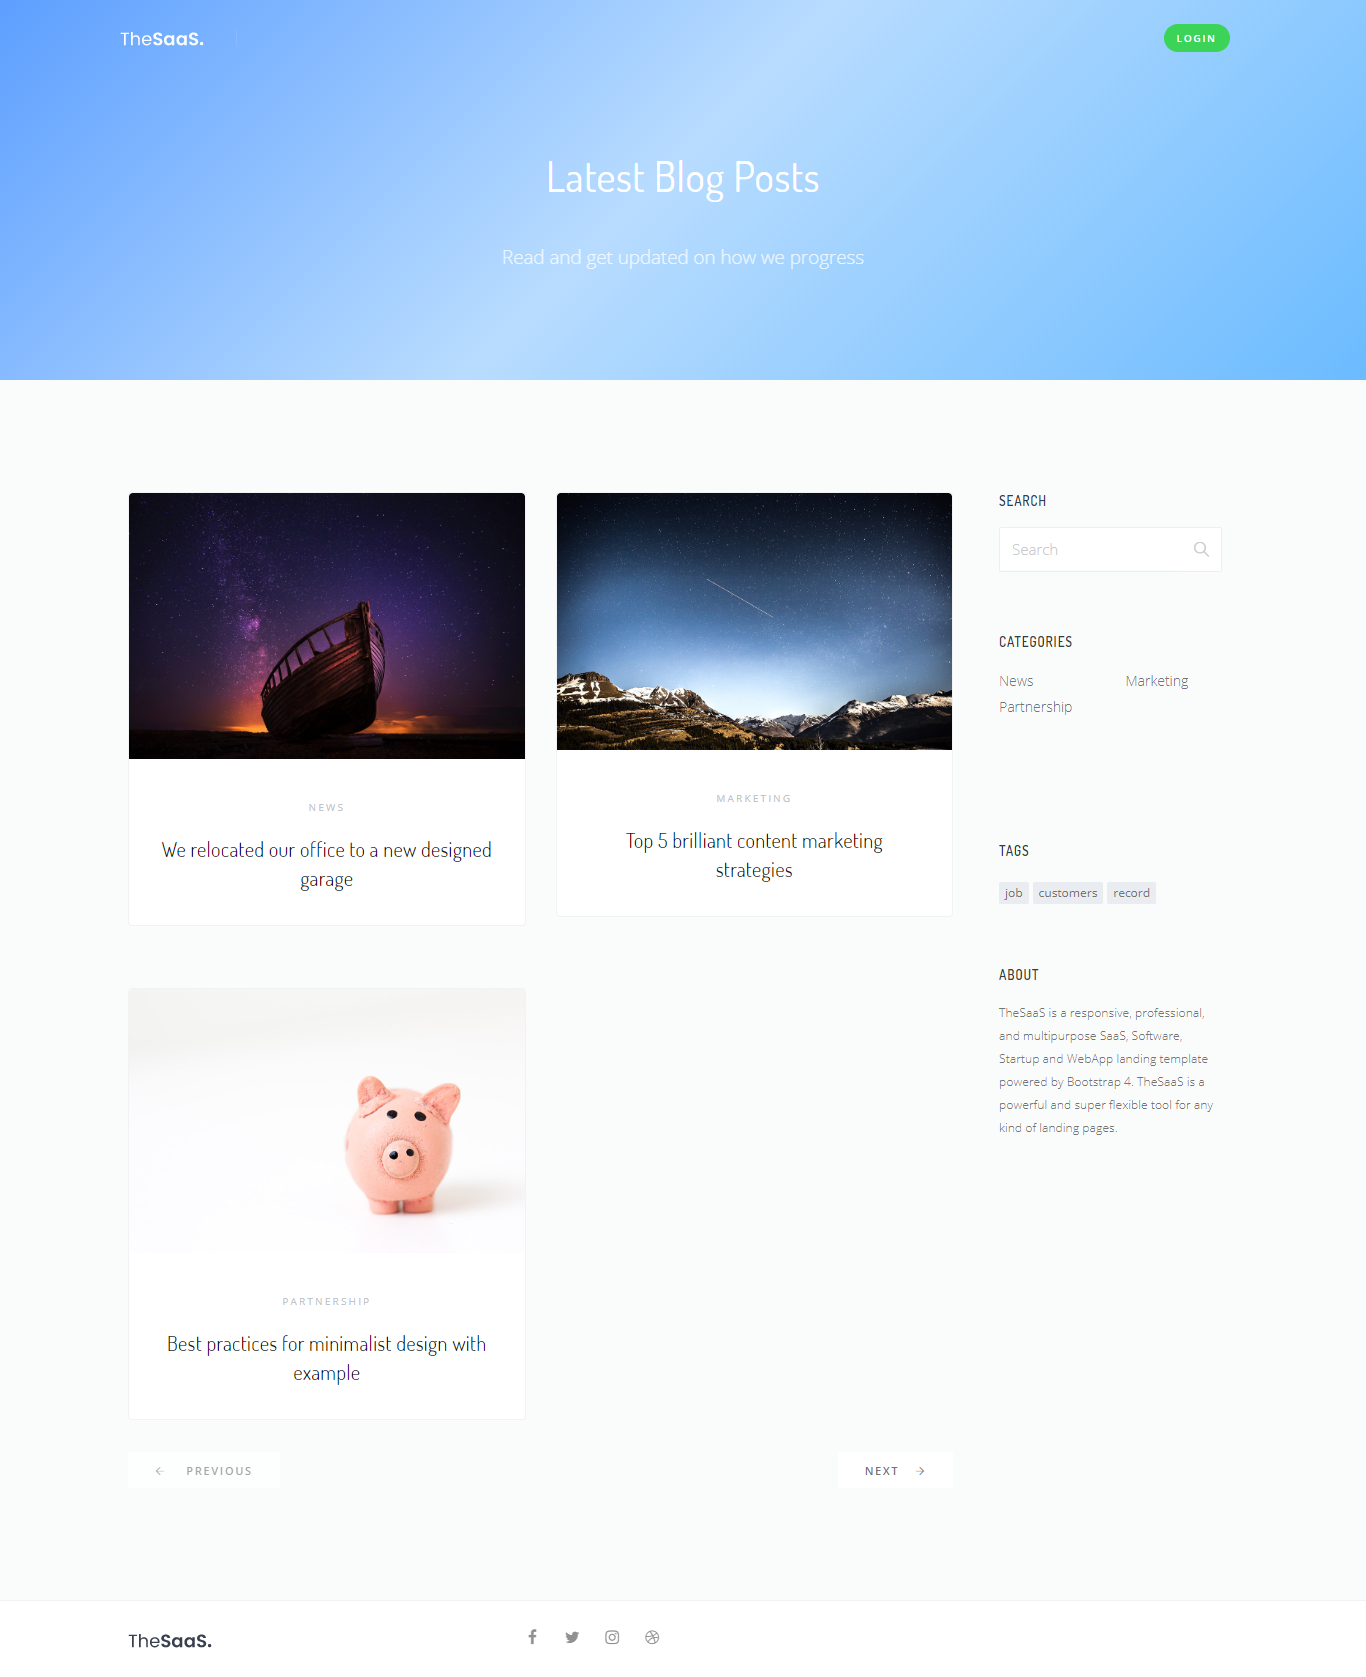 TheSaaS.
LOGIN
Latest Blog Posts
Read and get updated on how we progress
NEWS
We relocated our office to a new designed
garage
MARKETING
Top 5 brilliant content marketing
strategies
PARTNERSHIP
Best practices for minimalist design with
example
PREVIOUS
NEXT
SEARCH
Search
CATEGORIES
News
Marketing
Partnership
TAGS
job customers record
ABOUT
TheSaaS is a responsive, professional,
and multipurpose SaaS, Software,
Startup and WebApp landing template
powered by Bootstrap 4. TheSaaS is a
powerful and super flexible tool for any
kind of landing pages.
TheSaaS.